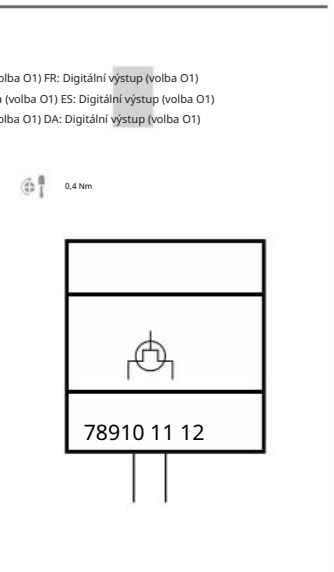 olba O1) FR: Digitální výstup (volba O1)
(volba O1) ES: Digitální výstup (volba O1)
olba O1) DA: Digitální výstup (volba O1)
0,4 Nm
78910 11 12